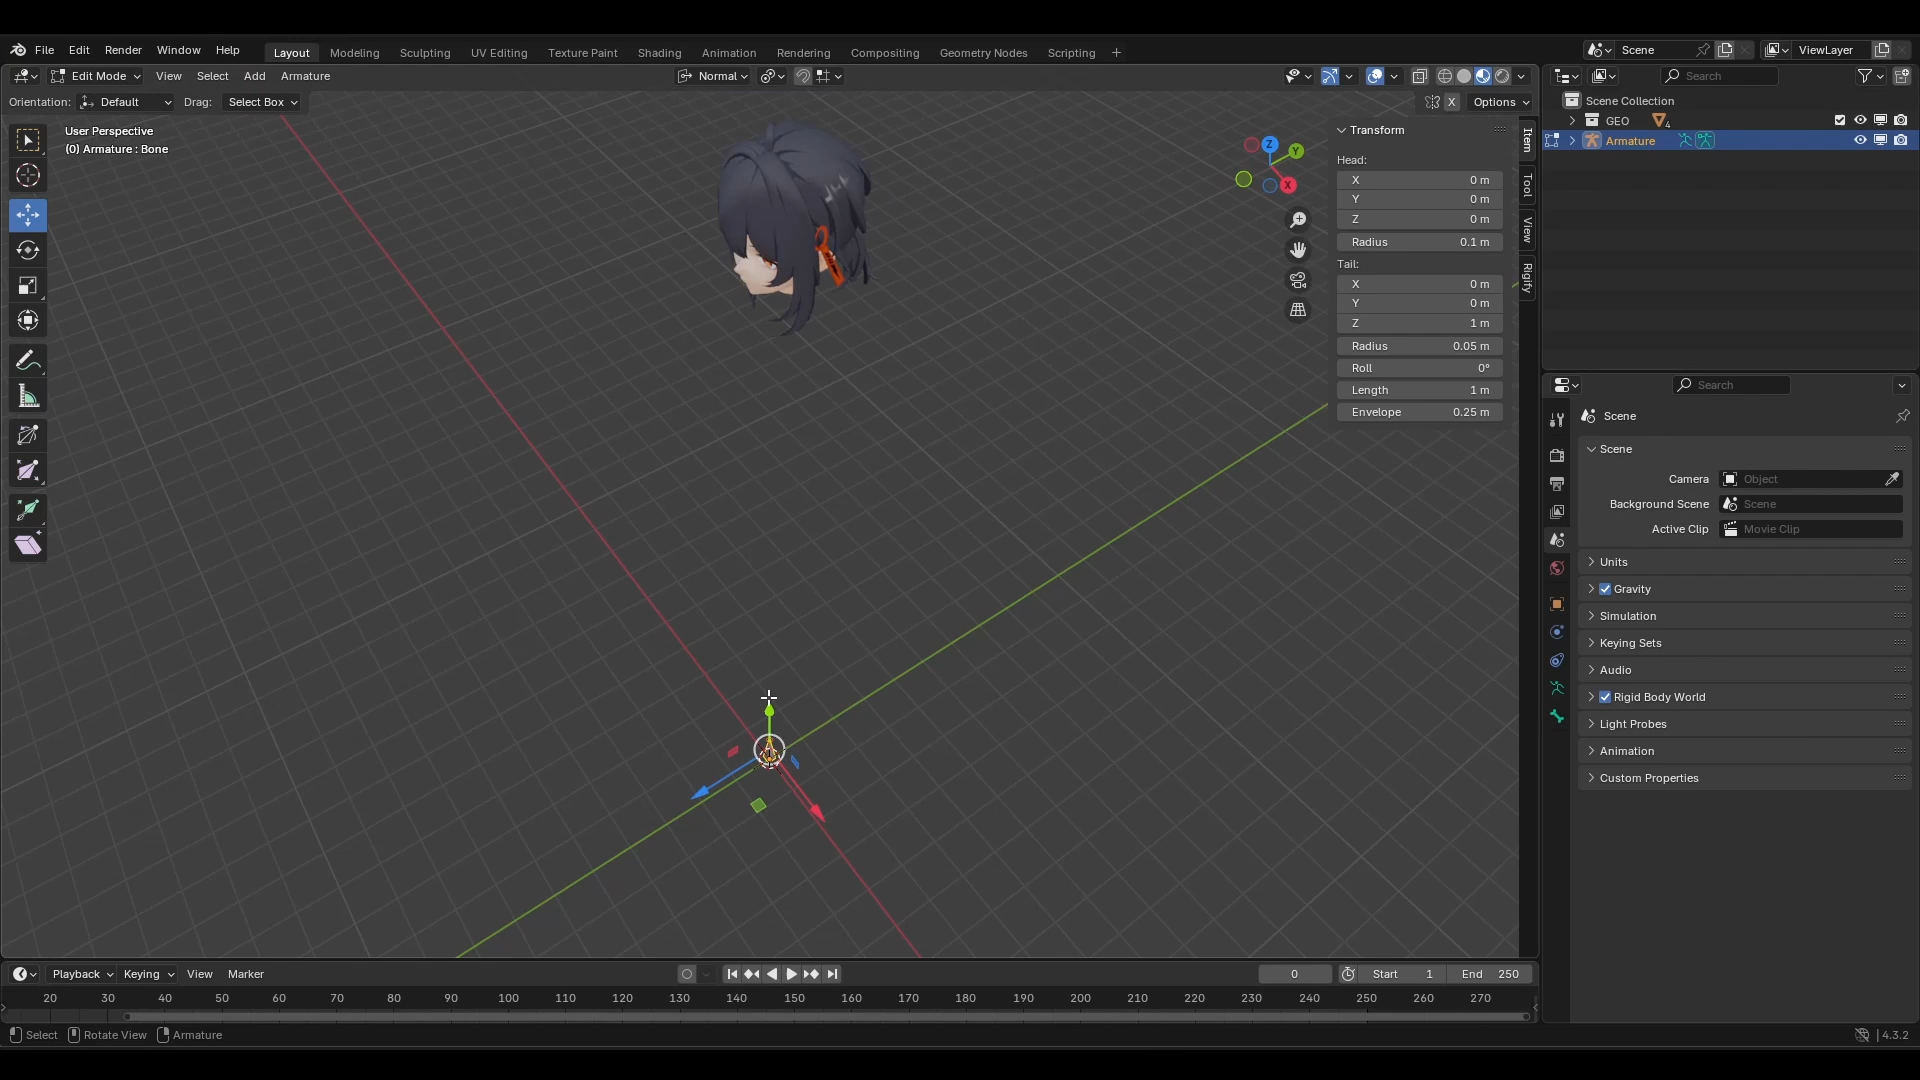 File Edit Render Window Help Layout Modeling Sculpting UV Editing Texture Paint Shading Animation Rendering Compositing Geometry Nodes Scripting + Scene ViewLayer
Edit Mode View Select Add Armature Normal Search
Orientation: Default Drag: Select Box X Options
User Perspective
(0) Armature : Bone
Z
Y
X
Transform
Head:
X 0 m
Y 0 m
Z 0 m
Radius 0.1 m
Tail:
X 0 m
Y 0 m
Z 1 m
Radius 0.05 m
Roll 0°
Length 1 m
Envelope 0.25 m
Item
Tool
View
Rigify
Scene Collection
GEO 4
Armature
Search
Scene
Scene
Camera Object
Background Scene Scene
Active Clip Movie Clip
Units
Gravity
Simulation
Keying Sets
Audio
Rigid Body World
Light Probes
Animation
Custom Properties
Playback Keying View Marker 0 Start 1 End 250
20 30 40 50 60 70 80 90 100 110 120 130 140 150 160 170 180 190 200 210 220 230 240 250 260 270
Select Rotate View Armature 4.3.2